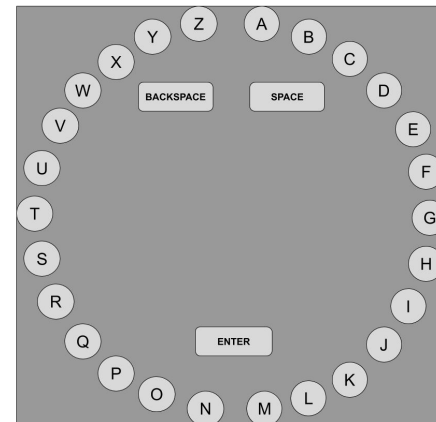 Z A
Y B
X C
W D
BACKSPACE SPACE
V E
U F
T G
S H
R I
ENTER
Q J
P K
O L
N M